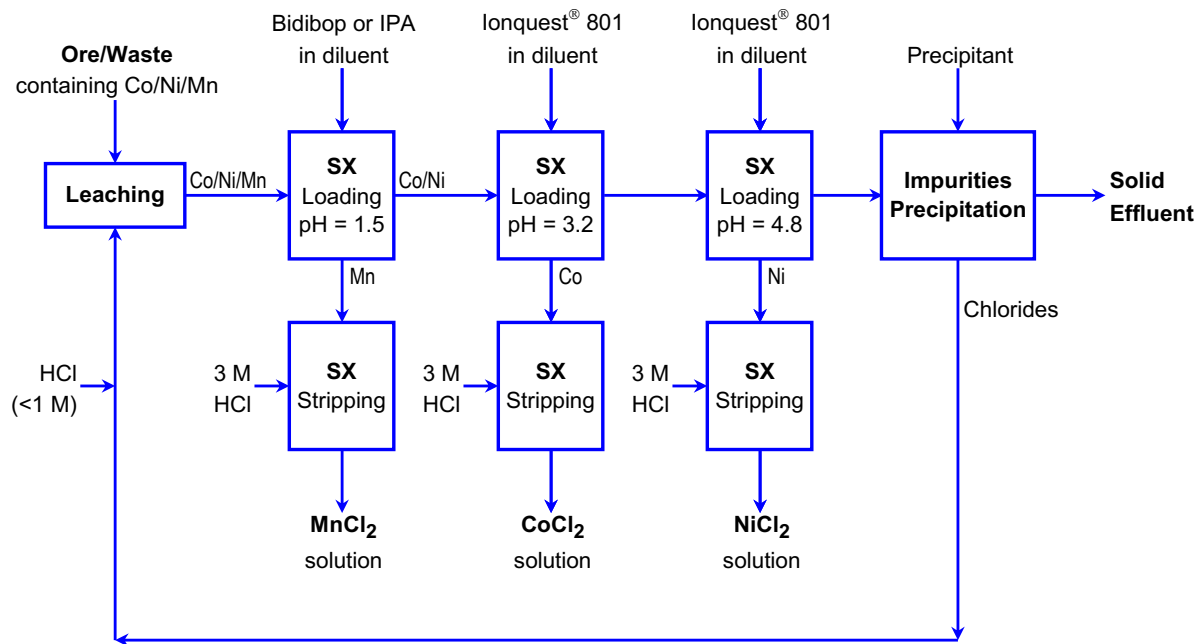 Ore/Waste
containing Co/Ni/Mn
Bidibop or IPA
in diluent
Ionquest® 801
in diluent
Ionquest® 801
in diluent
Precipitant
Leaching
Co/Ni/Mn
SX
Loading
pH = 1.5
Co/Ni
SX
Loading
pH = 3.2
SX
Loading
pH = 4.8
Impurities
Precipitation
Solid
Effluent
Mn
Co
Ni
Chlorides
HCl
(<1 M)
3 M
HCl
SX
Stripping
3 M
HCl
SX
Stripping
3 M
HCl
SX
Stripping
MnCl₂
solution
CoCl₂
solution
NiCl₂
solution